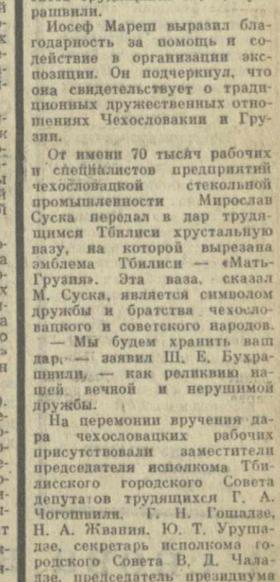 рашвили.
Иосеф Мареш выразил бла-
годарность за помощь и со-
действие в организации экс-
позиции. Он подчеркнул, что
она свидетельствует о тради-
ционных дружественных отно-
шениях Чехословакии и Гру-
зии.
От имени 70 тысяч рабочих
и специалистов предприятий
чехословацкой стекольной
промышленности Мирослав
Суска передал в дар трудя-
щимся Тбилиси хрустальную
вазу, на которой вырезана
эмблема Тбилиси — «Мать-
Грузия». Эта ваза, сказал
М. Суска, является символом
дружбы и братства чехосло-
вацкого и советского народов.
— Мы будем хранить ваш
дар, — заявил Ш. Е. Бухра-
швили, — как реликвию на-
шей вечной и нерушимой
дружбы.
На церемонии вручения да-
ра чехословацких рабочих
присутствовали заместители
председателя исполкома Тби-
лисского городского Совета
депутатов трудящихся Г. А.
Чогошвили, Г. Н. Гошадзе,
Н. А. Жвания, Ю. Т. Уруша-
дзе, секретарь исполкома го-
родского Совета В. Д. Чала-
дзе, председатель президиума